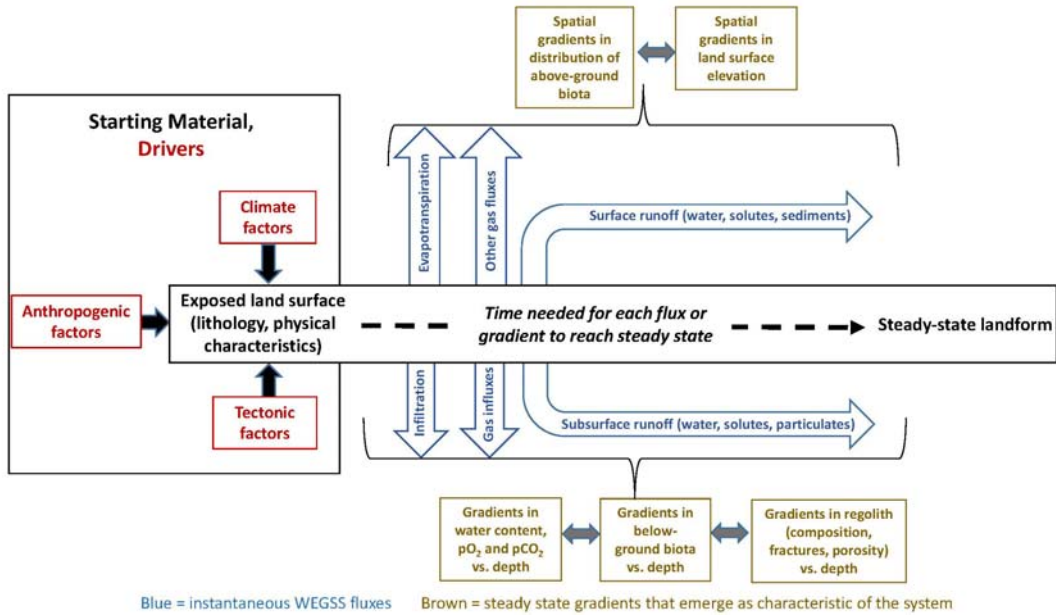 Spatial
gradients in
distribution of
above-ground
biota
Spatial
gradients in
land surface
elevation
Starting Material,
Drivers
Climate
factors
Anthropogenic
factors
Tectonic
factors
Exposed land surface
(lithology, physical
characteristics)
Evapotranspiration
Other gas fluxes
Surface runoff (water, solutes, sediments)
Time needed for each flux or
gradient to reach steady state
Steady-state landform
Infiltration
Gas influxes
Subsurface runoff (water, solutes, particulates)
Gradients in
water content,
pO₂ and pCO₂
vs. depth
Gradients in
below-
ground biota
vs. depth
Gradients in regolith
(composition,
fractures, porosity)
vs. depth
Blue = instantaneous WEGSS fluxes
Brown = steady state gradients that emerge as characteristic of the system